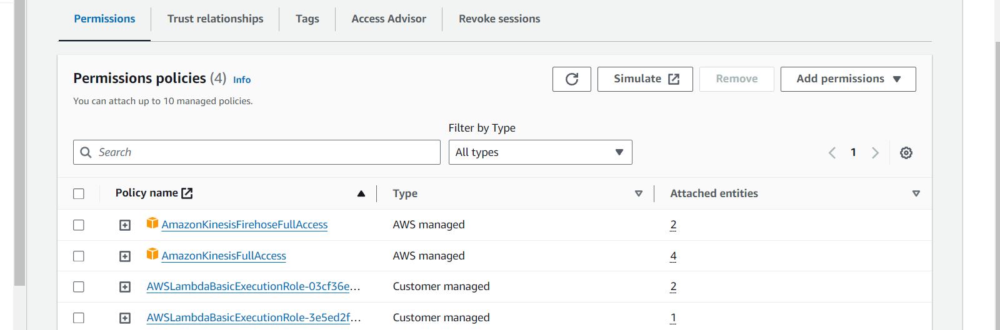 Permissions Trust relationships Tags Access Advisor Revoke sessions
Permissions policies (4) Info
Simulate Remove Add permissions
You can attach up to 10 managed policies.
Filter by Type
Search All types 1
Policy name Type Attached entities
AmazonKinesisFirehoseFullAccess AWS managed 2
AmazonKinesisFullAccess AWS managed 4
AWSLambdaBasicExecutionRole-03cf36e... Customer managed 2
AWSLambdaBasicExecutionRole-3e5ed2f... Customer managed 1